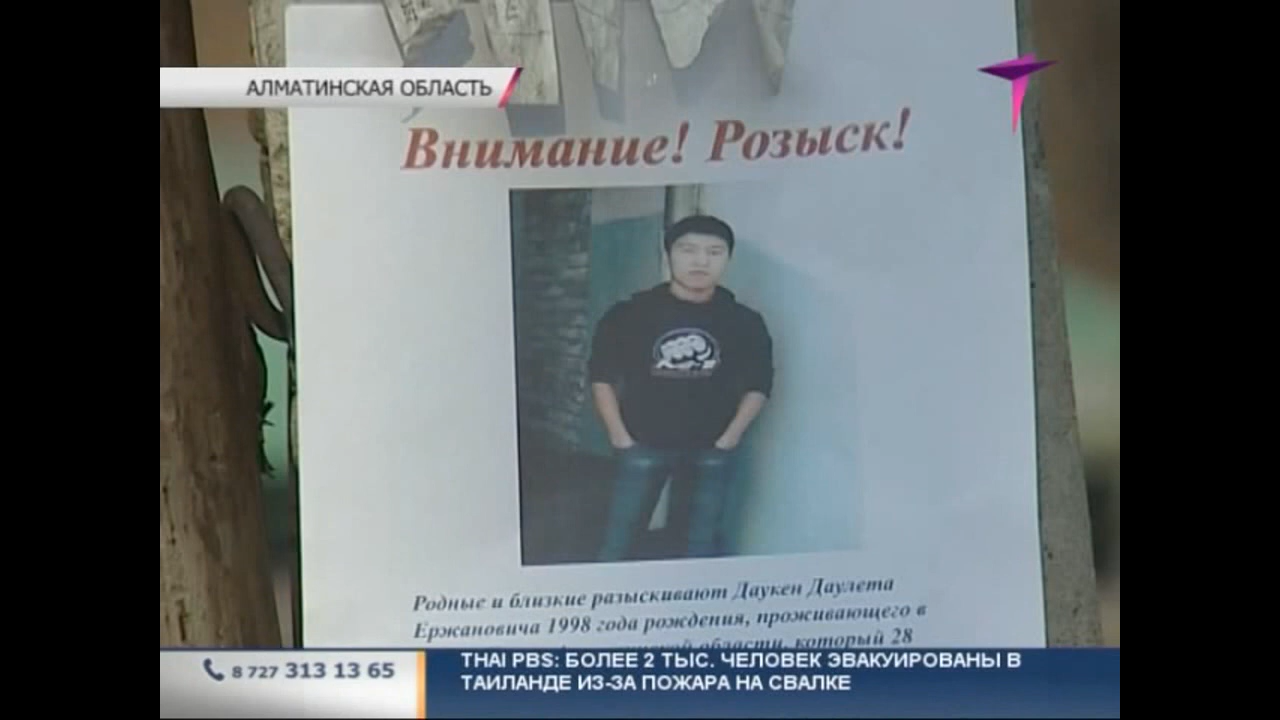 АЛМАТИНСКАЯ ОБЛАСТЬ
Внимание! Розыск!
Родные и близкие разыскивают Даукен Даулета
Ержановича 1998 года рождения, проживающего в
области, который 28
8 727 313 13 65
THAI PBS: БОЛЕЕ 2 ТЫС. ЧЕЛОВЕК ЭВАКУИРОВАНЫ В
ТАИЛАНДЕ ИЗ-ЗА ПОЖАРА НА СВАЛКЕ